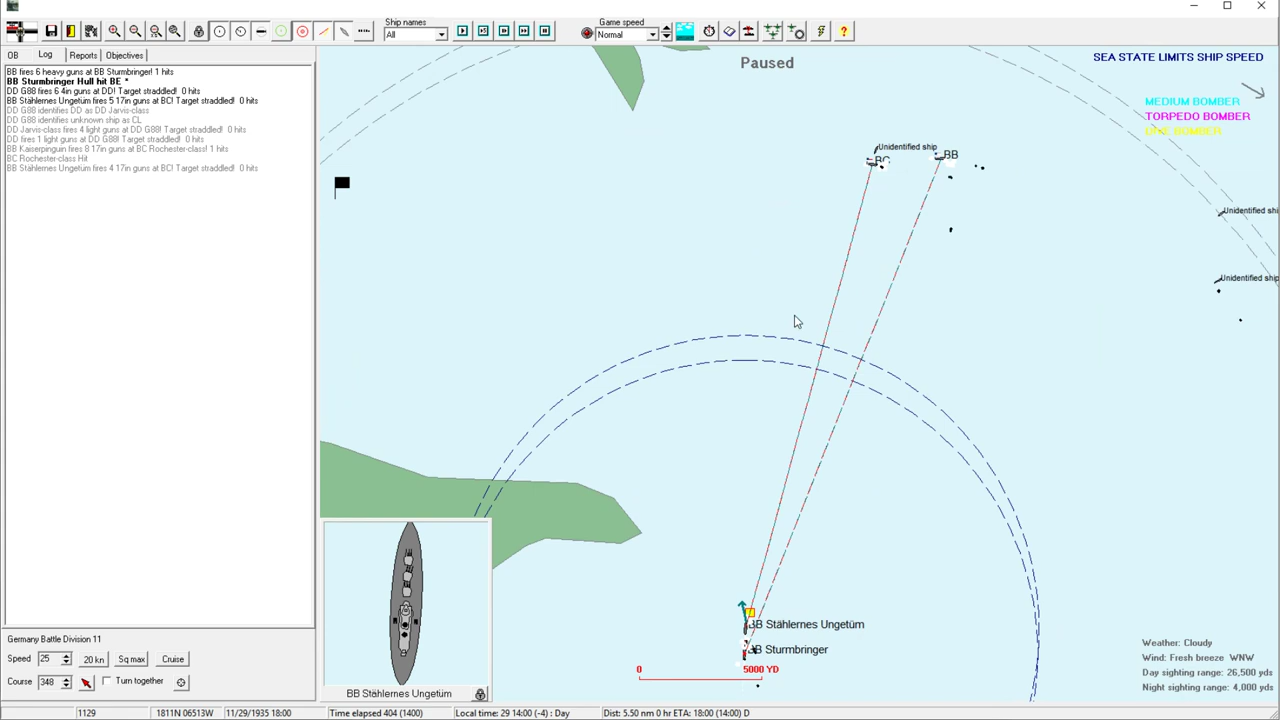 Ship names
All
Game speed
Normal
OB
Log
Reports
Objectives
BB fires 6 heavy guns at BB Sturmbringer! 1 hits
BB Sturmbringer Hull hit BE *
DD G88 fires 6 4in guns at DD! Target straddled!  0 hits
BB Stählernes Ungetüm fires 5 17in guns at BC! Target straddled!  0 hits
DD G88 identifies DD as DD Jarvis-class
DD G88 identifies unknown ship as CL
DD Jarvis-class fires 4 light guns at DD G88! Target straddled!  0 hits
DD fires 1 light guns at DD G88! Target straddled!  0 hits
BB Kaiserpinguin fires 8 17in guns at BC Rochester-class! 1 hits
BC Rochester-class Hit
BB Stählernes Ungetüm fires 4 17in guns at BC! Target straddled!  0 hits
Paused
SEA STATE LIMITS SHIP SPEED
MEDIUM BOMBER
TORPEDO BOMBER
DIVE BOMBER
Unidentified ship
BC
BB
Unidentified shi
Unidentified ship
BB Stählernes Ungetüm
BB Sturmbringer
0 5000 YD
BB Stählernes Ungetüm
Weather: Cloudy
Wind: Fresh breeze  WNW
Day sighting range: 26,500 yds
Night sighting range: 4,000 yds
Germany Battle Division 11
Speed 25 20 kn Sq max Cruise
Course 348 Turn together
1129 1811N 06513W 11/29/1935 18:00 Time elapsed 404 (1400) Local time: 29 14:00 (-4) : Day Dist: 5.50 nm 0 hr ETA: 18:00 (14:00) D